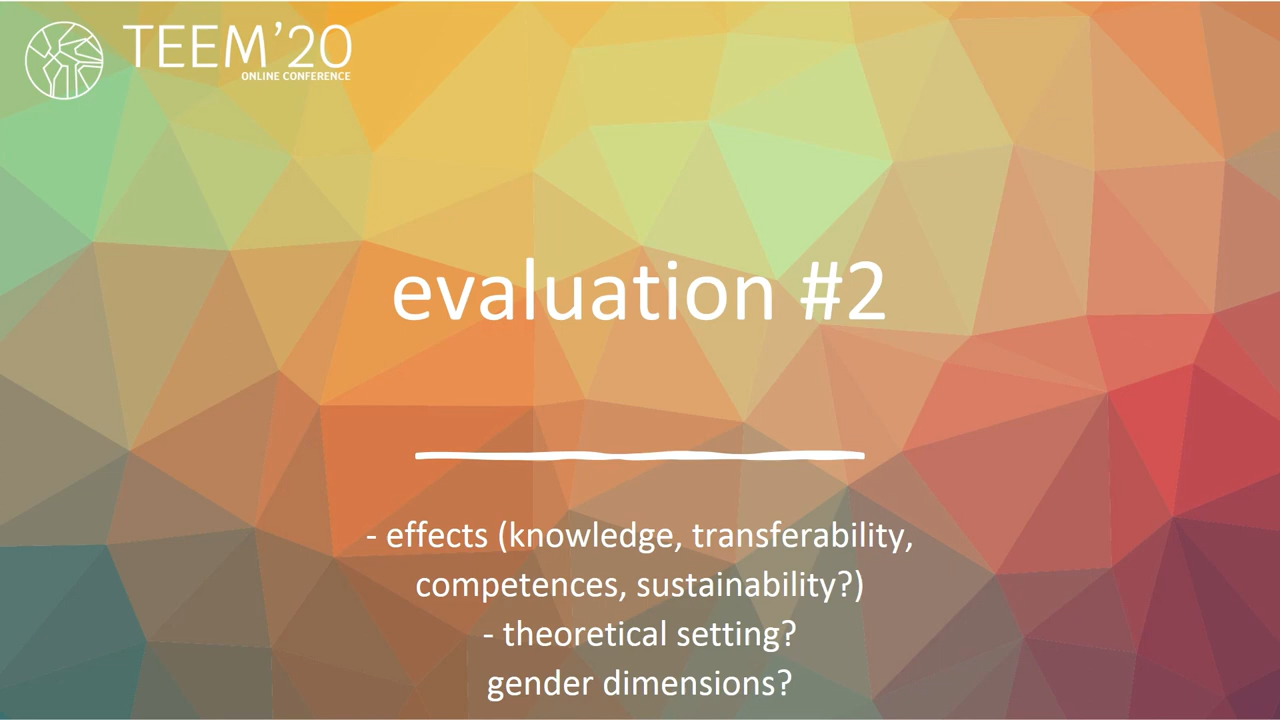 TEEM’20
ONLINE CONFERENCE
evaluation #2
- effects (knowledge, transferability,
competences, sustainability?)
- theoretical setting?
gender dimensions?